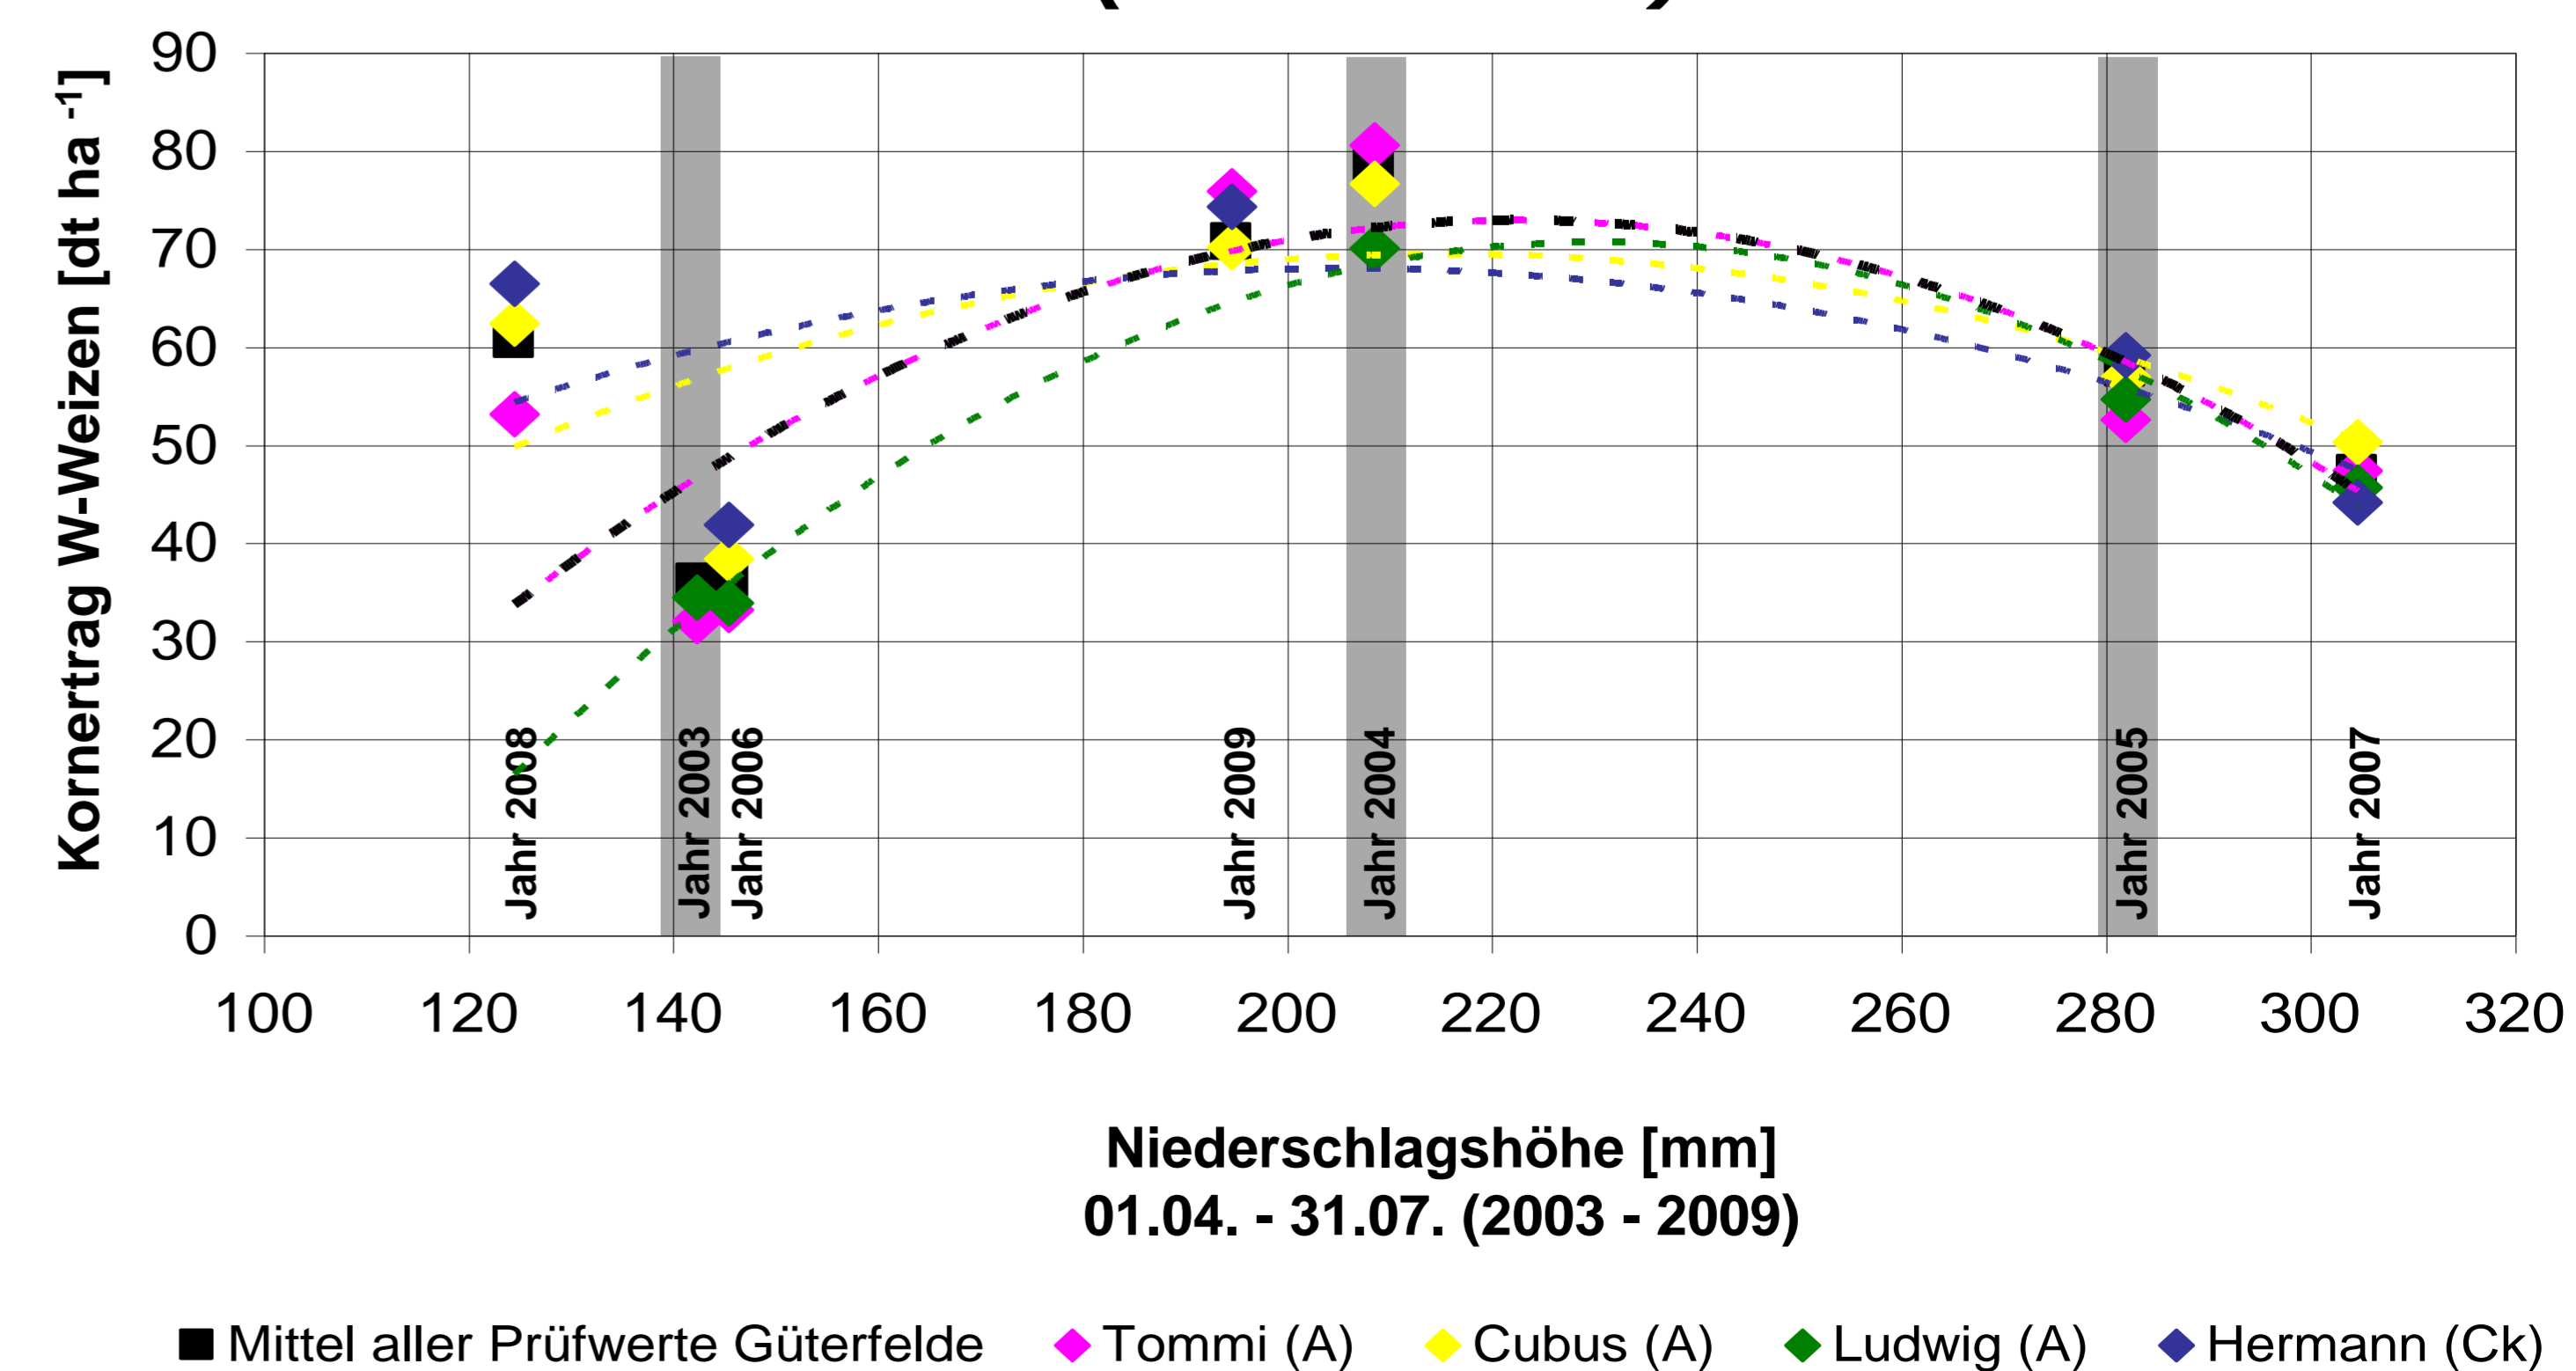 Kornertrag W-Weizen [dt ha -1]
90
80
70
60
50
40
30
20
10
0
Jahr 2008
Jahr 2003
Jahr 2006
Jahr 2009
Jahr 2004
Jahr 2005
Jahr 2007
100 120 140 160 180 200 220 240 260 280 300 320
Niederschlagshöhe [mm]
01.04. - 31.07. (2003 - 2009)
Mittel aller Prüfwerte Güterfelde Tommi (A) Cubus (A) Ludwig (A) Hermann (Ck)